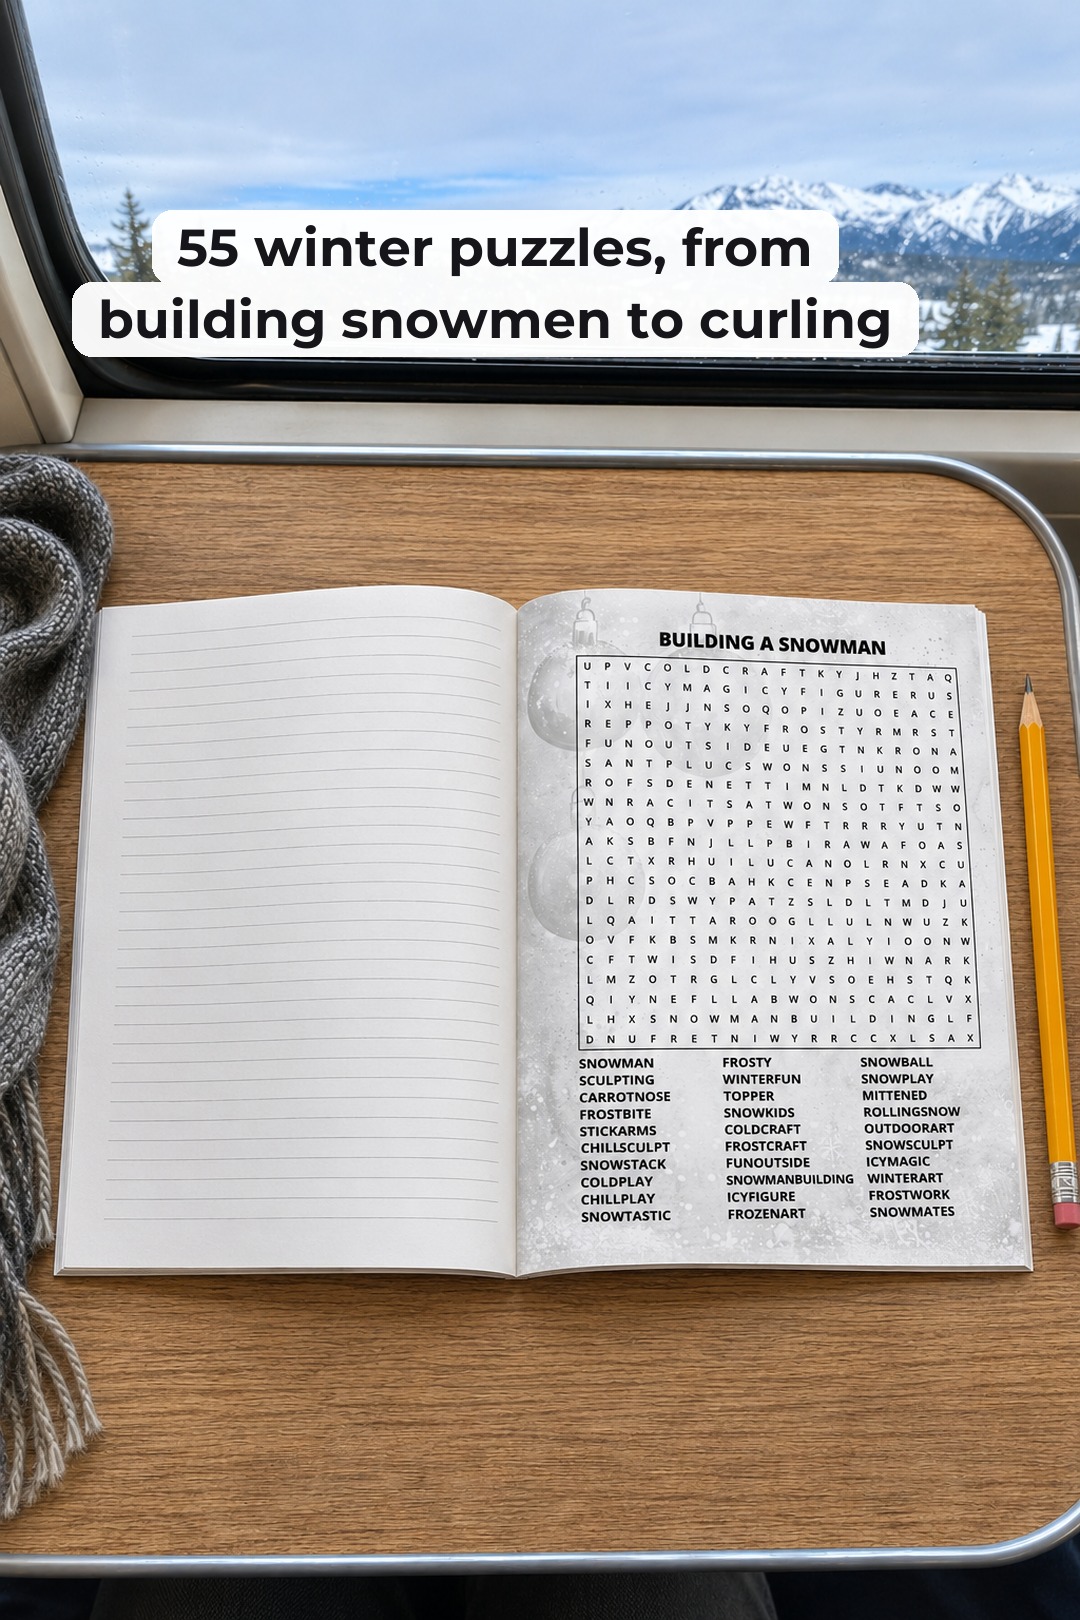 55 winter puzzles, from
building snowmen to curling
BUILDING A SNOWMAN
U P V C O L D C R A F T K Y J H Z T A Q
T I I C Y M A G I C Y F I G U R E R U S
I X H E J J N S O Q O P I Z U O E A C E
R E P P O T Y K Y F R O S T Y R M R S T
F U N O U T S I D E U E G T N K R O N A
S A N T P L U C S W O N S S I U N O O M
R O F S D E N E T T I M N L D T K D W W
W N R A C I T S A T W O N S O T F T S O
Y A O Q B P V P P E W F T R R R Y U T N
A K S B F N J L L P B I R A W A F O A S
L C T X R H U I L U C A N O L R N X C U
P H C S O C B A H K C E N P S E A D K A
D L R D S W Y P A T Z S L D L T M D J U
L Q A I T T A R O O G L L U L N W U Z K
O V F K B S M K R N I X A L Y I O O N W
C F T W I S D F I H U S Z H I W N A R K
L M Z O T R G L C L Y V S O E H S T Q K
Q I Y N E F L L A B W O N S C A C L V X
L H X S N O W M A N B U I L D I N G L F
D N U F R E T N I W Y R R C C X L S A X
SNOWMAN FROSTY SNOWBALL
SCULPTING WINTERFUN SNOWPLAY
CARROTNOSE TOPPER MITTENED
FROSTBITE SNOWKIDS ROLLINGSNOW
STICKARMS COLDCRAFT OUTDOORART
CHILLSCULPT FROSTCRAFT SNOWSCULPT
SNOWSTACK FUNOUTSIDE ICYMAGIC
COLDPLAY SNOWMANBUILDING WINTERART
CHILLPLAY ICYFIGURE FROSTWORK
SNOWTASTIC FROZENART SNOWMATES